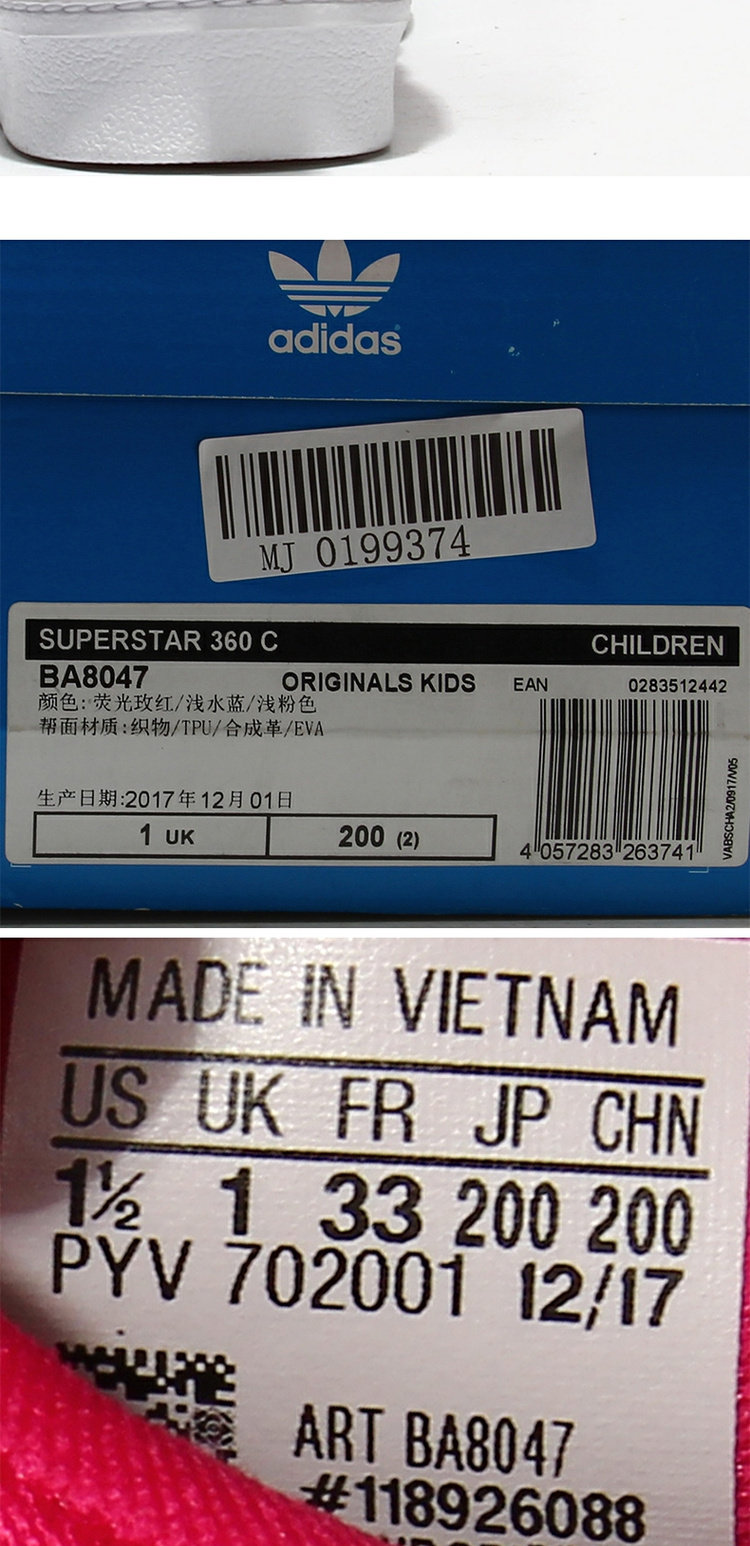 adidas
MJ 0199374
SUPERSTAR 360 C CHILDREN
BA8047 ORIGINALS KIDS EAN 0283512442
颜色: 荧光玫红/浅水蓝/浅粉色
帮面材质:织物/TPU/合成革/EVA
生产日期:2017年12月01日
1 UK 200 (2)
4 057283 263741
VABSCHA2/0917/V05
MADE IN VIETNAM
US UK FR JP CHN
1½ 1 33 200 200
PYV 702001 12/17
ART BA8047
#118926088